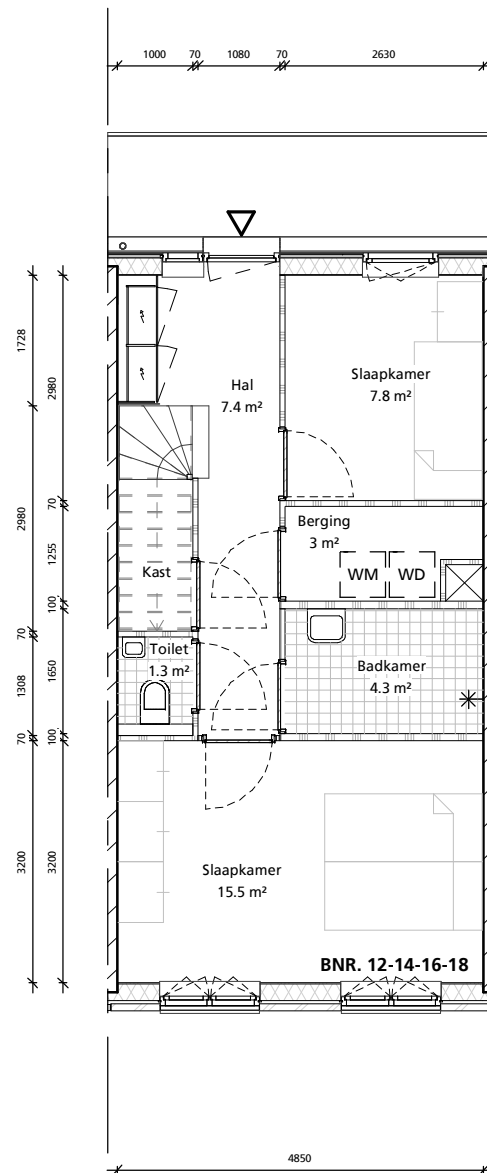 1000 70 1080 70 2630
Hal
7.4 m²
Slaapkamer
7.8 m²
1728
2980
2980
70
Berging
3 m²
1255
WM WD
Kast
100
70
Toilet
1.3 m²
Badkamer
4.3 m²
1308
1650
70
100
Slaapkamer
15.5 m²
3200
3200
BNR. 12-14-16-18
4850